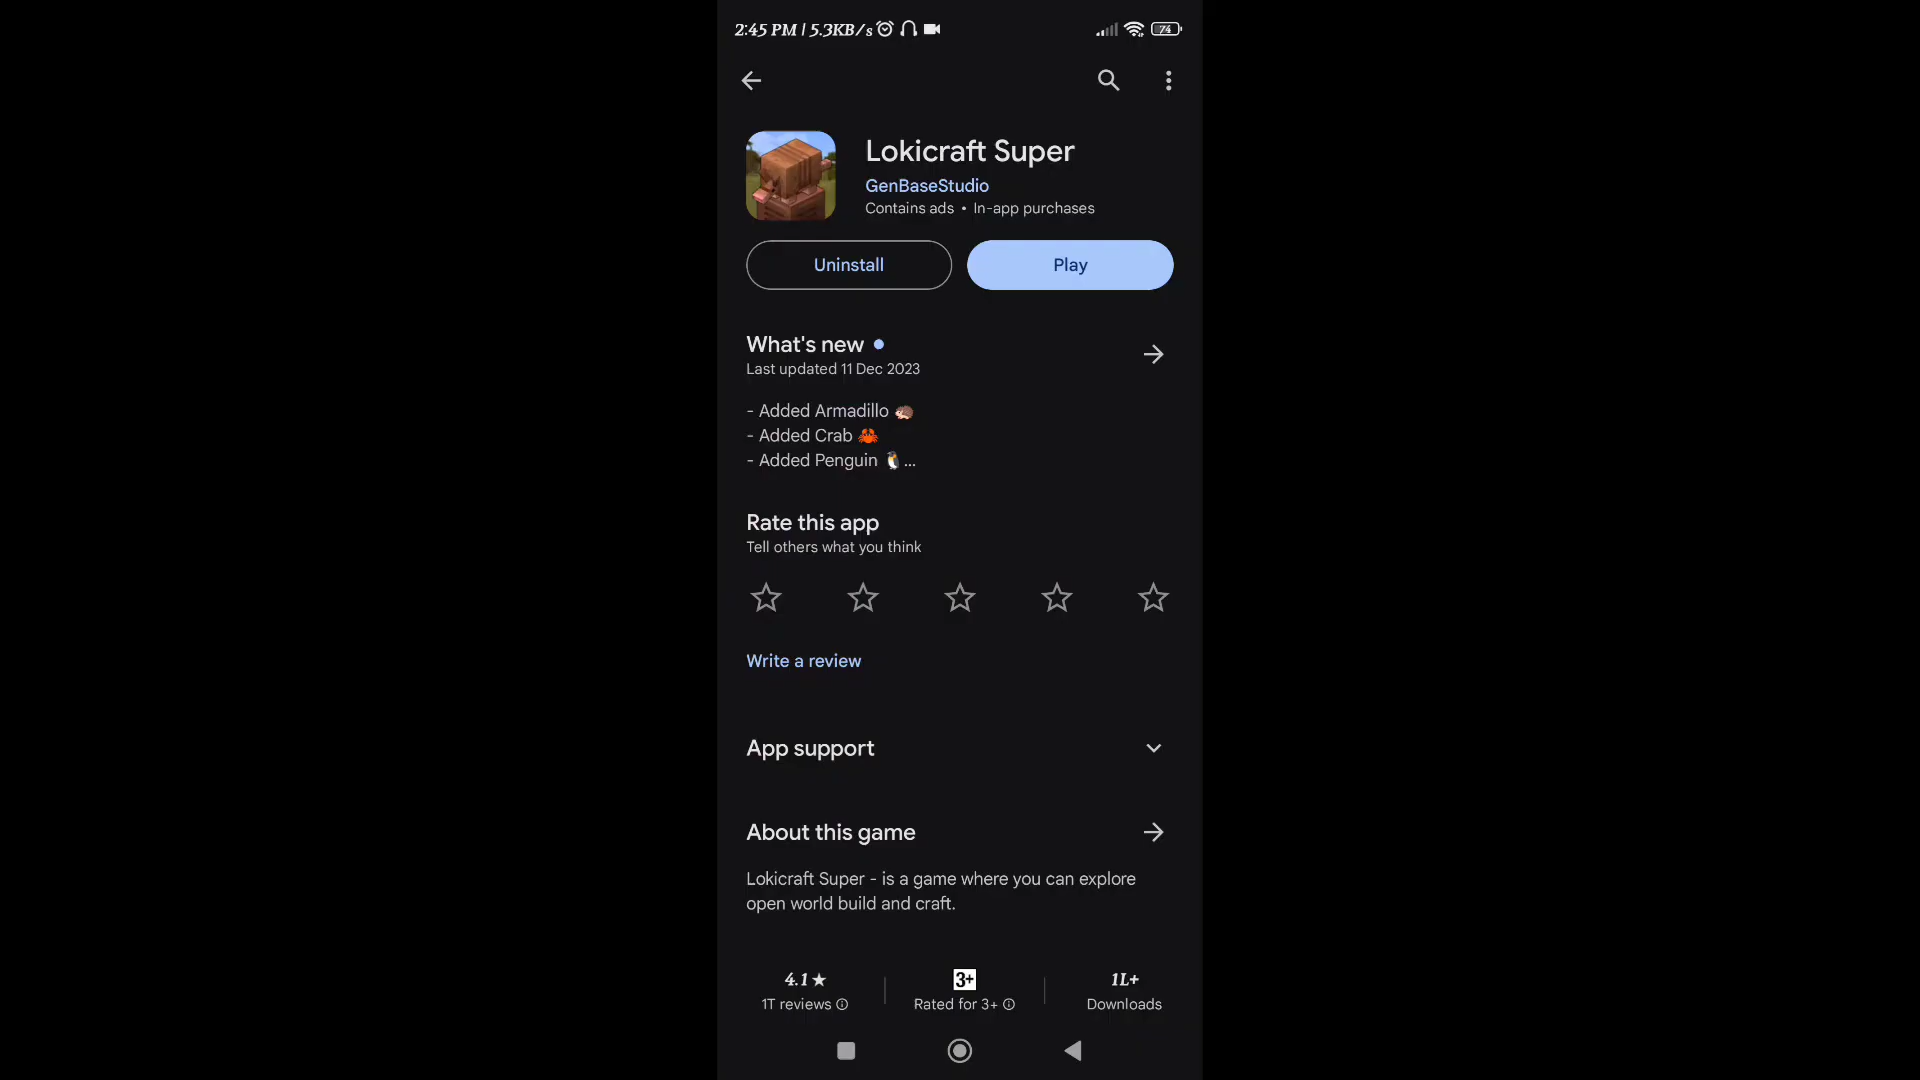 2:45 PM | 5.3KB/s
74
Lokicraft Super
GenBaseStudio
Contains ads • In-app purchases
Uninstall
Play
What's new
Last updated 11 Dec 2023
- Added Armadillo 🦔
- Added Crab 🦀
- Added Penguin 🐧...
Rate this app
Tell others what you think
Write a review
App support
About this game
Lokicraft Super - is a game where you can explore
open world build and craft.
4.1★
1T reviews
3+
Rated for 3+
1L+
Downloads